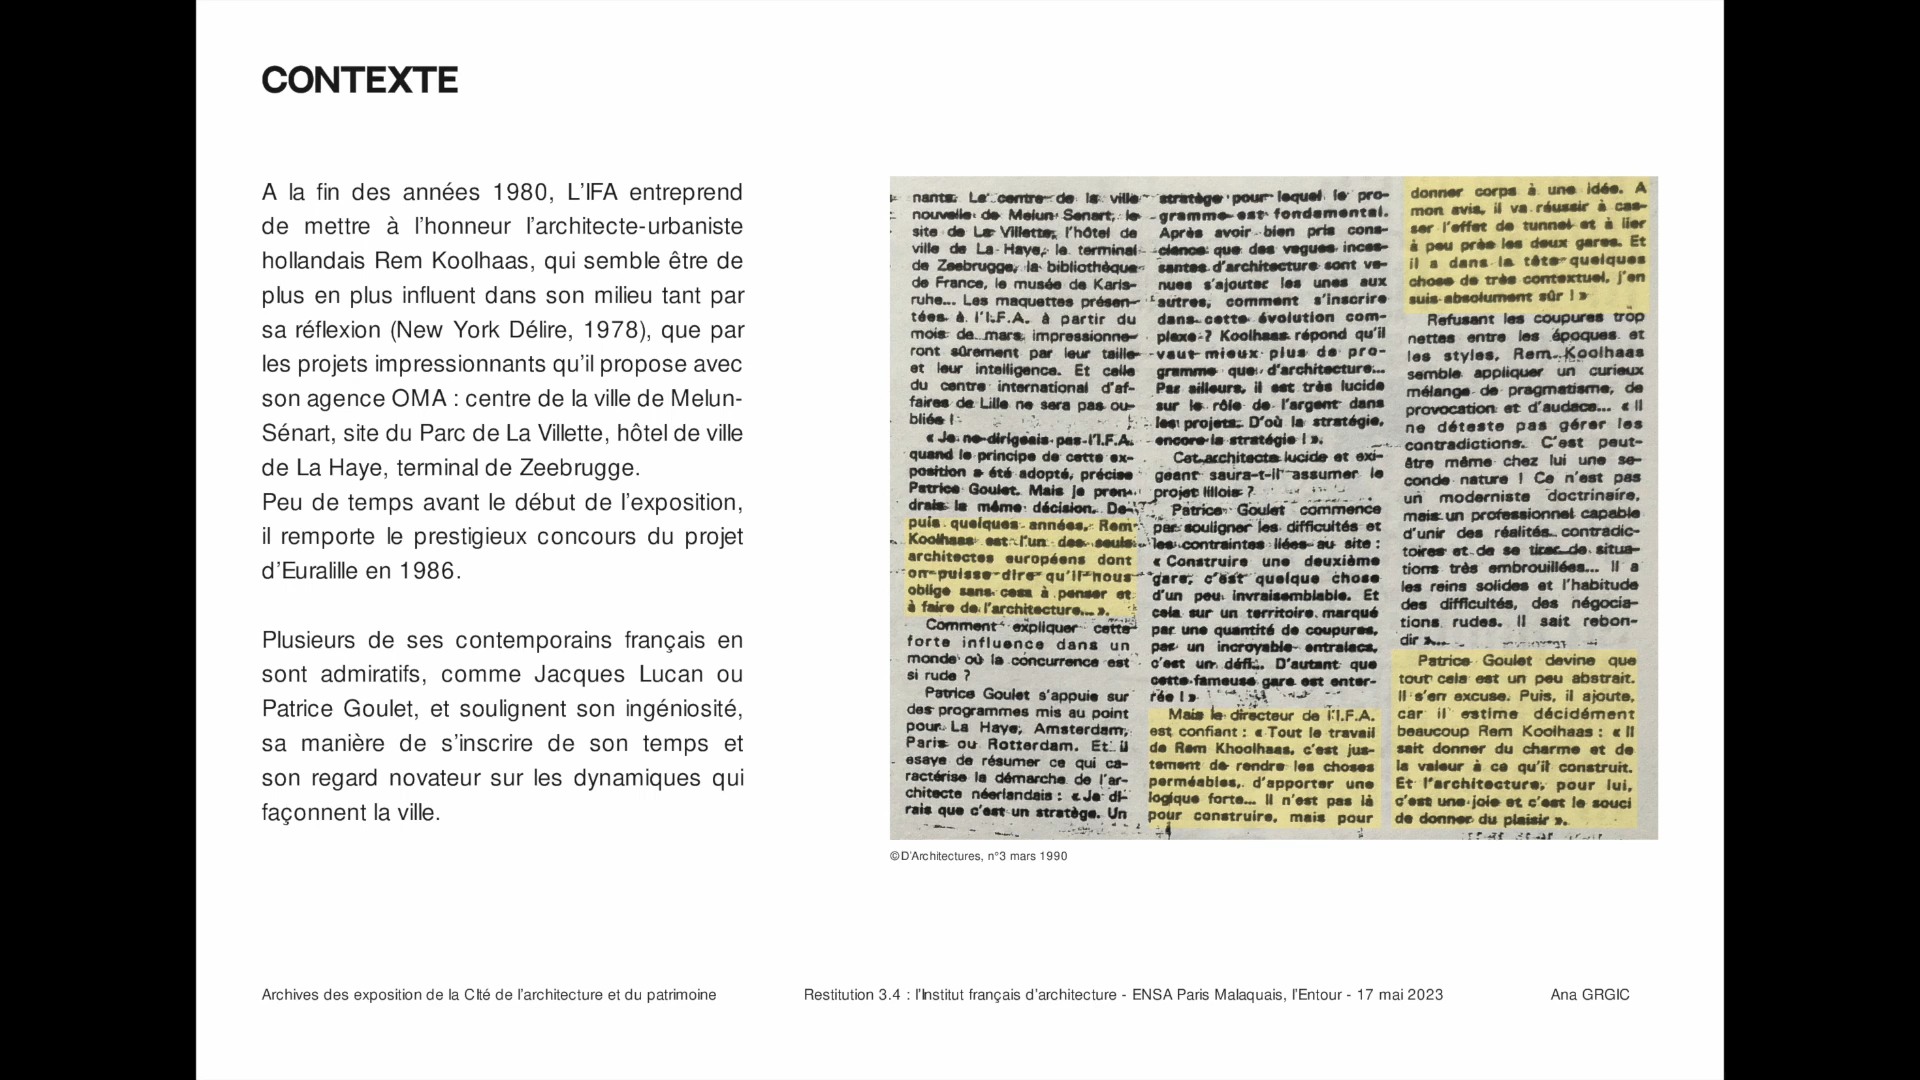 CONTEXTE
A la fin des années 1980, L'IFA entreprend
de mettre à l'honneur l'architecte-urbaniste
hollandais Rem Koolhaas, qui semble être de
plus en plus influent dans son milieu tant par
sa réflexion (New York Délire, 1978), que par
les projets impressionnants qu'il propose avec
son agence OMA : centre de la ville de Melun-
Sénart, site du Parc de La Villette, hôtel de ville
de La Haye, terminal de Zeebrugge.
Peu de temps avant le début de l'exposition,
il remporte le prestigieux concours du projet
d'Euralille en 1986.
Plusieurs de ses contemporains français en
sont admiratifs, comme Jacques Lucan ou
Patrice Goulet, et soulignent son ingéniosité,
sa manière de s'inscrire de son temps et
son regard novateur sur les dynamiques qui
façonnent la ville.
nants. Le centre de la ville
nouvelle de Melun Senart, le
site de La Villette, l'hôtel de
ville de La Haye, le terminal
de Zeebrugge, la bibliothèque
de France, le musée de Karls-
ruhe... Les maquettes présen-
tées à l'I.F.A. à partir du
mois de mars impressionne-
ront sûrement par leur taille
et leur intelligence. Et celle
du centre international d'af-
faires de Lille ne sera pas ou-
bliée !
« Je ne dirigeais pas l'I.F.A.
quand le principe de cette ex-
position a été adopté, précise
Patrice Goulet. Mais je pren-
drais la même décision. De-
puis quelques années, Rem
Koolhaas est l'un des seuls
architectes européens dont
on puisse dire qu'il nous
oblige sans cess à penser et
à faire de l'architecture... ».
Comment expliquer cette
forte influence dans un
monde où la concurrence est
si rude ?
Patrice Goulet s'appuie sur
des programmes mis au point
pour La Haye, Amsterdam,
Paris ou Rotterdam. Et il
esaye de résumer ce qui ca-
ractérise la démarche de l'ar-
chitecte néerlandais : « Je di-
rais que c'est un stratège. Un
stratège pour lequel le pro-
gramme est fondamental.
Après avoir bien pris cons-
cience que des vagues inces-
santes d'architecture sont ve-
nues s'ajouter les unes aux
autres, comment s'inscrire
dans cette évolution com-
plexe ? Koolhaas répond qu'il
vaut mieux plus de pro-
gramme que d'architecture...
Par ailleurs, il est très lucide
sur le rôle de l'argent dans
les projets. D'où la stratégie,
encore la stratégie ! ».
Cet architecte lucide et exi-
geant saura-t-il assumer le
projet lillois ?
Patrice Goulet commence
par souligner les difficultés et
les contraintes liées au site :
« Construire une deuxième
gare, c'est quelque chose
d'un peu invraisemblable. Et
cela sur un territoire marqué
par une quantité de coupures,
par un incroyable entralacs,
c'est un défi... D'autant que
cette fameuse gare est enter-
rée ! »
Mais le directeur de l'I.F.A.
est confiant : « Tout le travail
de Rem Khoolhaas, c'est jus-
tement de rendre les choses
perméables, d'apporter une
logique forte... Il n'est pas là
pour construire, mais pour
donner corps à une idée. A
mon avis, il va réussir à cas-
ser l'effet de tunnel et à lier
à peu près les deux gares. Et
il a dans la tête quelques
chose de très contextuel, j'en
suis absolument sûr ! »
Refusant les coupures trop
nettes entre les époques et
les styles, Rem Koolhaas
semble appliquer un curieux
mélange de pragmatisme, de
provocation et d'audace... « Il
ne déteste pas gérer les
contradictions. C'est peut-
être même chez lui une se-
conde nature ! Ce n'est pas
un moderniste doctrinaire,
mais un professionnel capable
d'unir des réalités contradic-
toires et de se tirer de situa-
tions très embrouillées... Il a
les reins solides et l'habitude
des difficultés, des négocia-
tions rudes. Il sait rebon-
dir »...
Patrice Goulet devine que
tout cela est un peu abstrait.
Il s'en excuse. Puis, il ajoute,
car il estime décidément
beaucoup Rem Koolhaas : « Il
sait donner du charme et de
la valeur à ce qu'il construit.
Et l'architecture, pour lui,
c'est une joie et c'est le souci
de donner du plaisir ».
©D'Architectures, n°3 mars 1990
Archives des exposition de la CIté de l'architecture et du patrimoine
Restitution 3.4 : l'Institut français d'architecture - ENSA Paris Malaquais, l'Entour - 17 mai 2023
Ana GRGIC